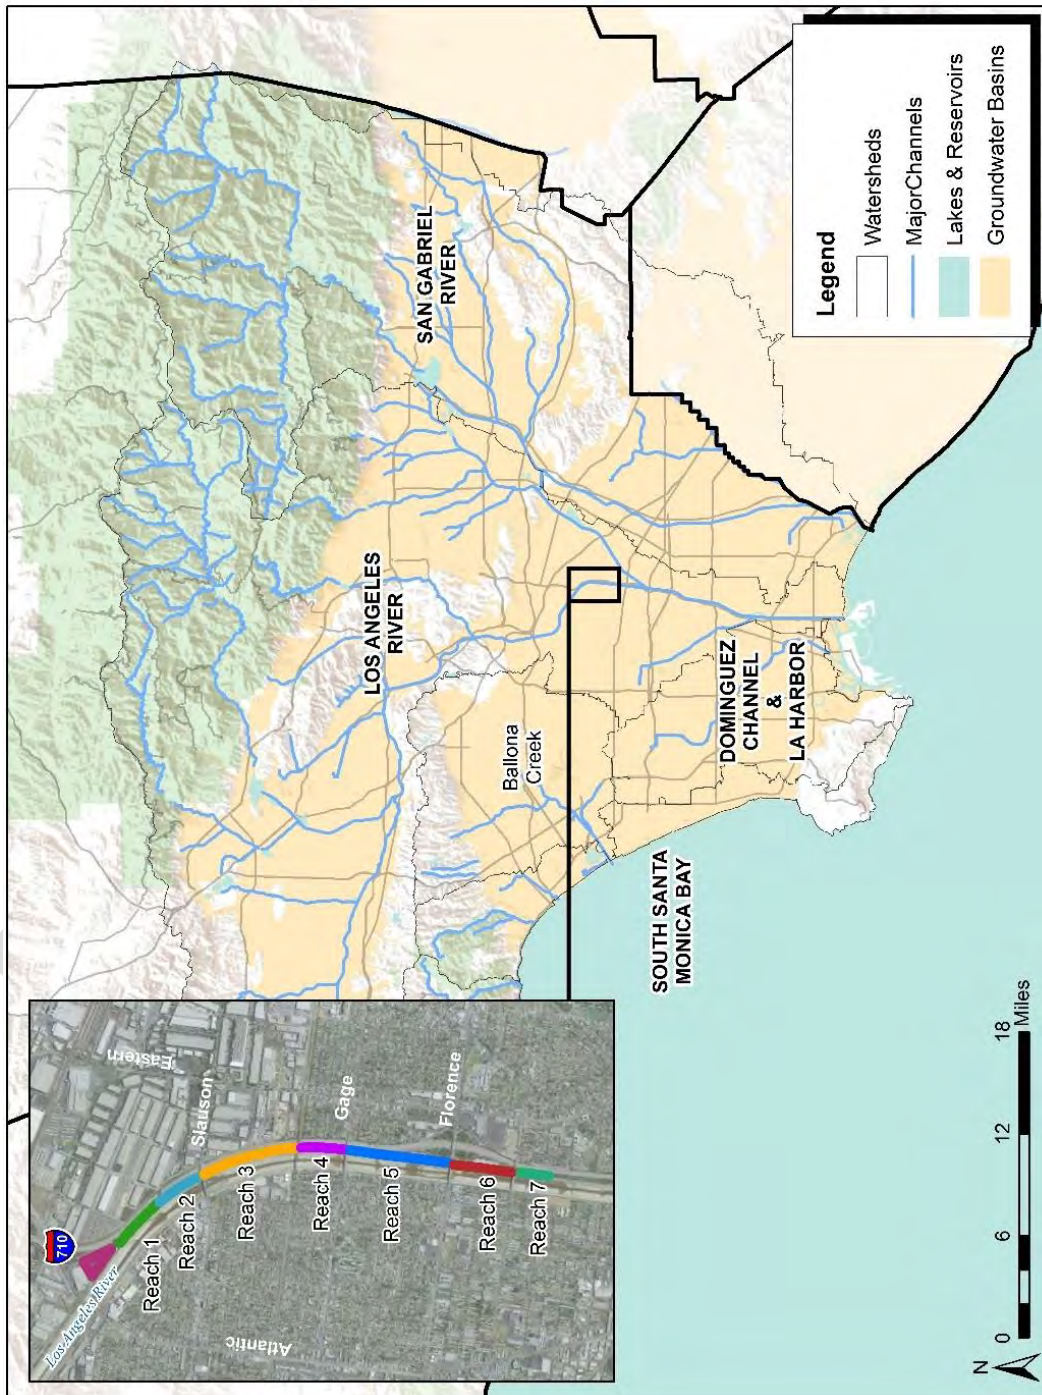 710
Los Angeles River
Eastern
Slauson
Gage
Florence
Atlantic
Reach 1
Reach 2
Reach 3
Reach 4
Reach 5
Reach 6
Reach 7
SAN GABRIEL
RIVER
LOS ANGELES
RIVER
Ballona
Creek
DOMINGUEZ
CHANNEL
&
LA HARBOR
SOUTH SANTA
MONICA BAY
Legend
Watersheds
MajorChannels
Lakes & Reservoirs
Groundwater Basins
N
0 6 12 18
Miles